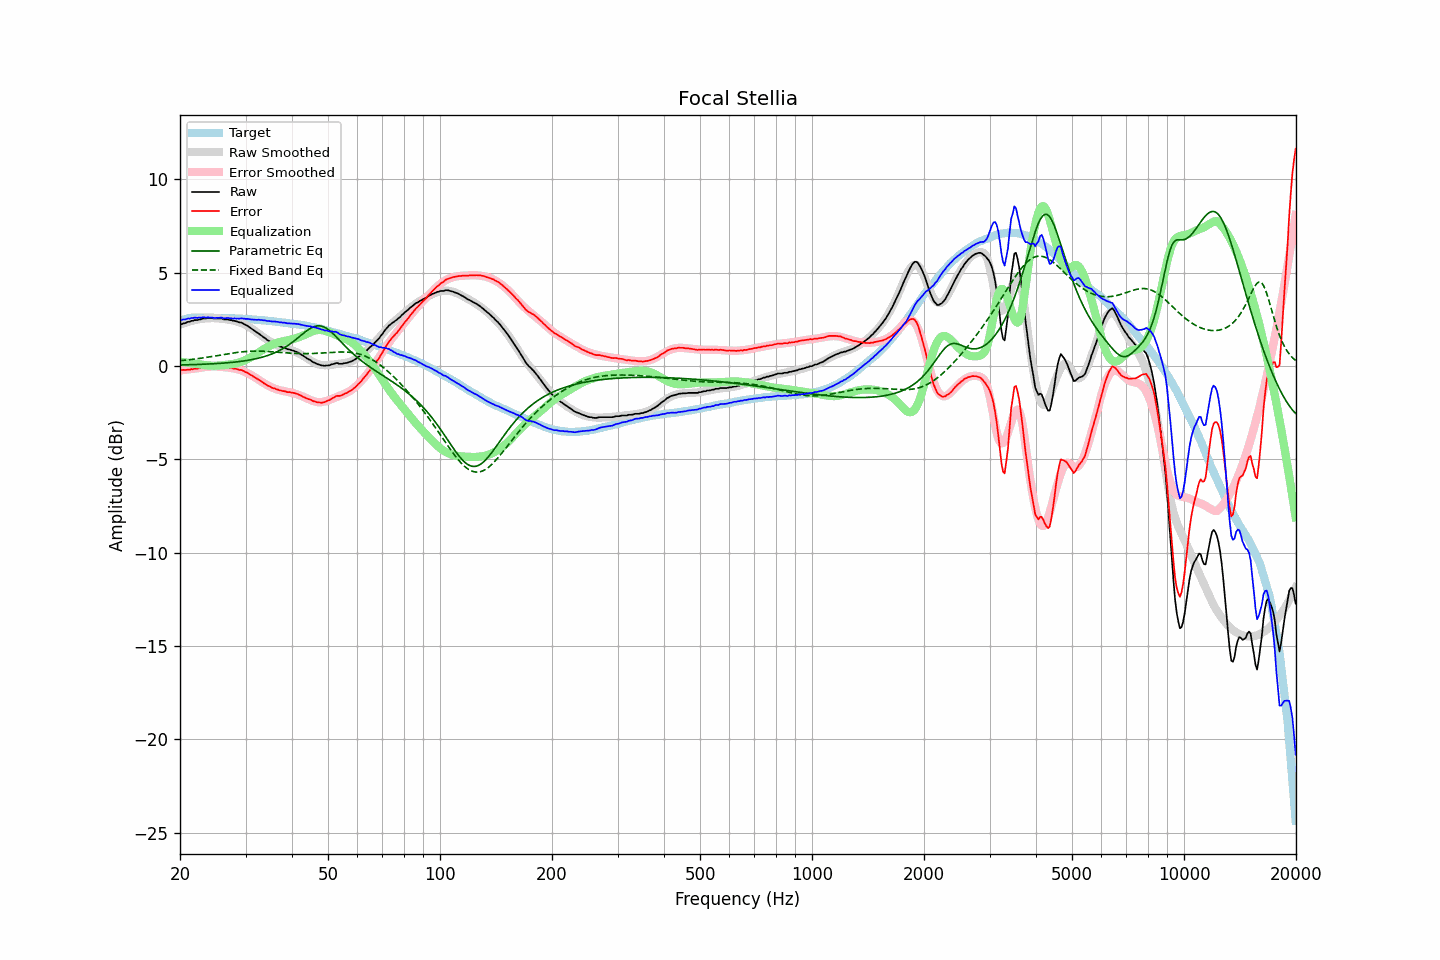 Focal Stellia
Target
Raw Smoothed
Error Smoothed
Raw
Error
Equalization
Parametric Eq
Fixed Band Eq
Equalized
10
5
0
−5
−10
−15
−20
−25
Amplitude (dBr)
20 50 100 200 500 1000 2000 5000 10000 20000
Frequency (Hz)